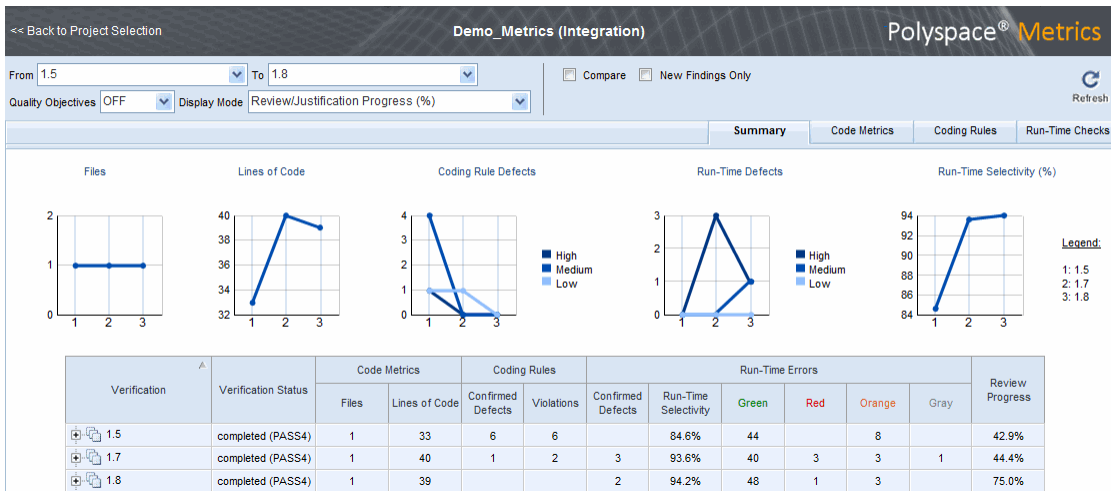 << Back to Project Selection
Demo_Metrics (Integration)
Polyspace® Metrics
From 1.5 To 1.8 Compare New Findings Only
Refresh
Quality Objectives OFF Display Mode Review/Justification Progress (%)
Summary Code Metrics Coding Rules Run-Time Checks
Files
2
1
0
1 2 3
Lines of Code
40
38
36
34
32
1 2 3
Coding Rule Defects
4
3
2
1
0
1 2 3
High
Medium
Low
Run-Time Defects
3
2
1
0
1 2 3
High
Medium
Low
Run-Time Selectivity (%)
94
92
90
88
86
84
1 2 3
Legend:
1: 1.5
2: 1.7
3: 1.8
Verification Verification Status Code Metrics Coding Rules Run-Time Errors Review Progress
Files Lines of Code Confirmed Defects Violations Confirmed Defects Run-Time Selectivity Green Red Orange Gray
1.5 completed (PASS4) 1 33 6 6 84.6% 44 8 42.9%
1.7 completed (PASS4) 1 40 1 2 3 93.6% 40 3 3 1 44.4%
1.8 completed (PASS4) 1 39 2 94.2% 48 1 3 75.0%